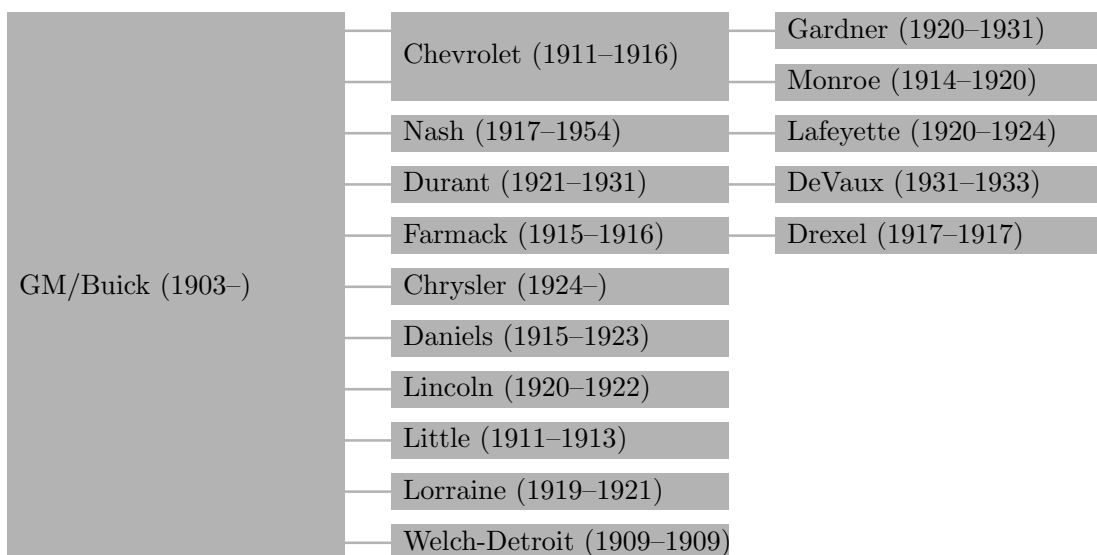 GM/Buick (1903–)
Chevrolet (1911–1916)
Gardner (1920–1931)
Monroe (1914–1920)
Nash (1917–1954)
Lafeyette (1920–1924)
Durant (1921–1931)
DeVaux (1931–1933)
Farmack (1915–1916)
Drexel (1917–1917)
Chrysler (1924–)
Daniels (1915–1923)
Lincoln (1920–1922)
Little (1911–1913)
Lorraine (1919–1921)
Welch-Detroit (1909–1909)